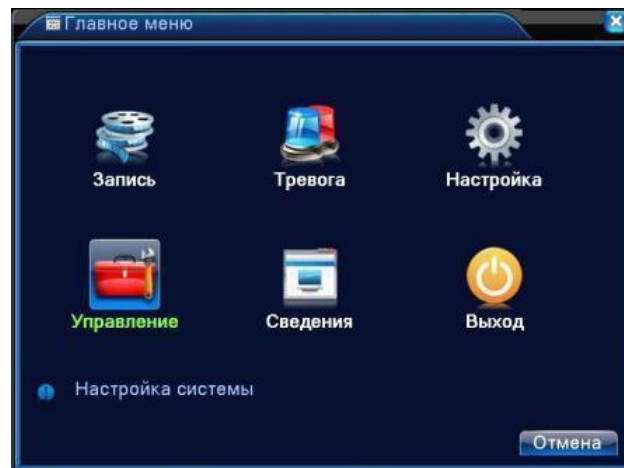 Главное меню
Запись Тревога Настройка
Управление Сведения Выход
Настройка системы
Отмена